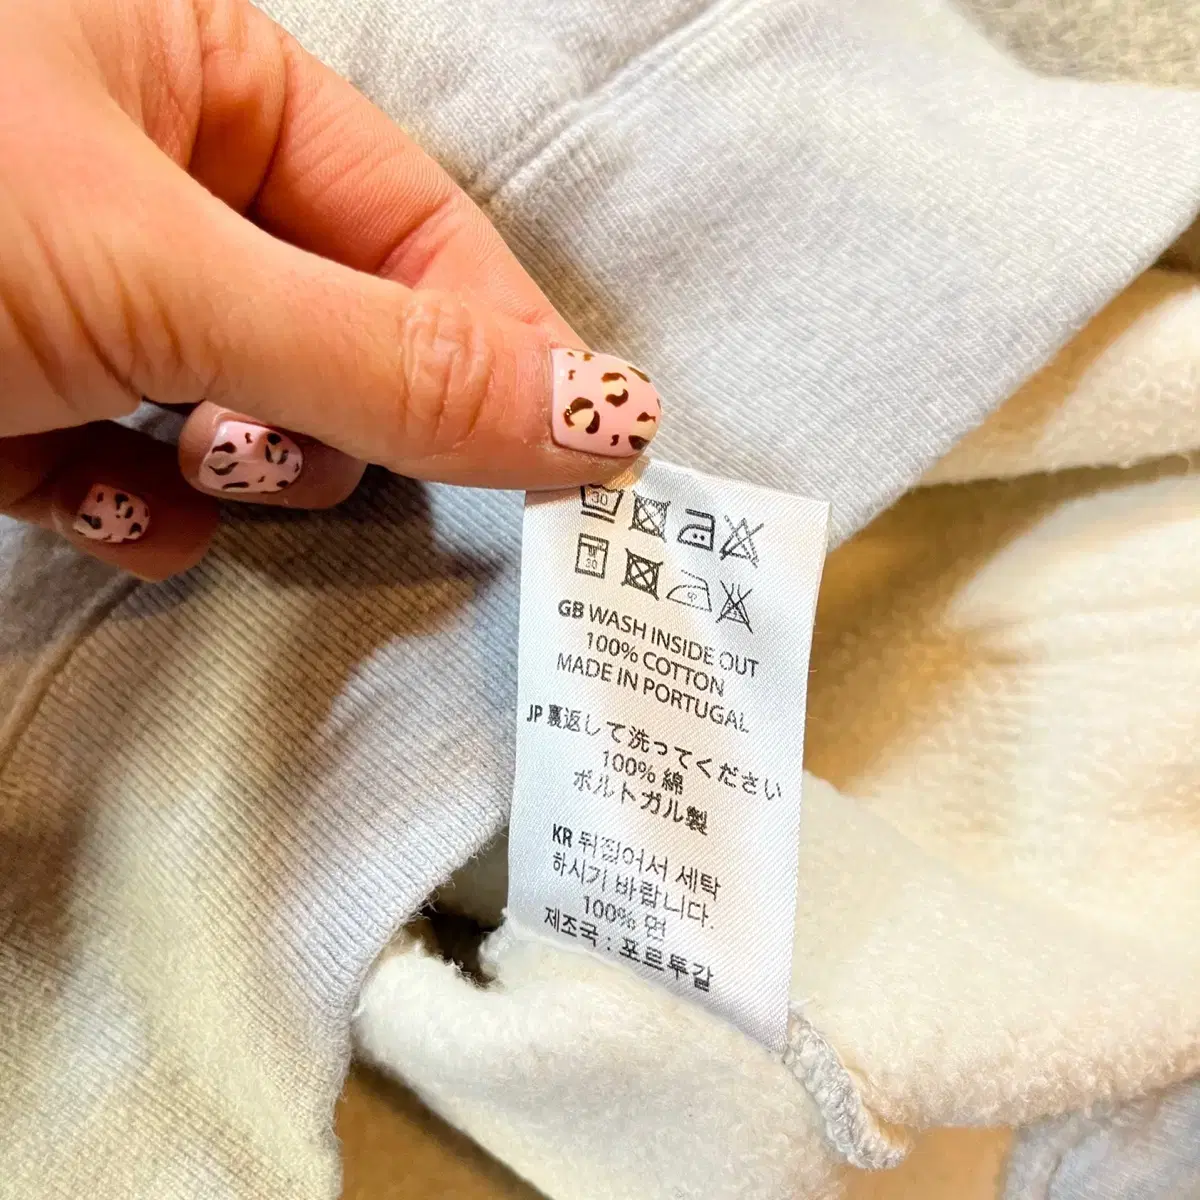 30
30
GB WASH INSIDE OUT
100% COTTON
MADE IN PORTUGAL
JP 裏返して洗ってください
100% 綿
ポルトガル製
KR 뒤집어서 세탁
하시기 바랍니다.
100% 면
제조국 : 포르투갈